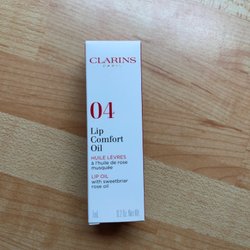 CLARINS
PARIS
04
Lip
Comfort
Oil
HUILE LÈVRES
à l'huile de rose
musquée
LIP OIL
with sweetbriar
rose oil